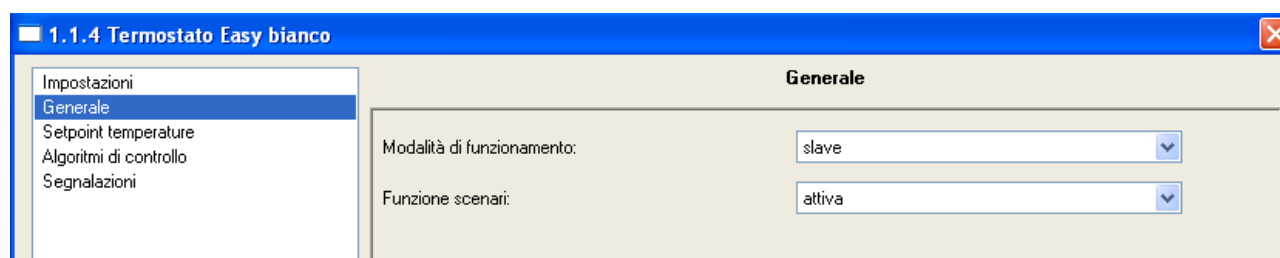 1.1.4 Termostato Easy bianco
Impostazioni
Generale
Setpoint temperature
Algoritmi di controllo
Segnalazioni
Generale
Modalità di funzionamento: slave
Funzione scenari: attiva